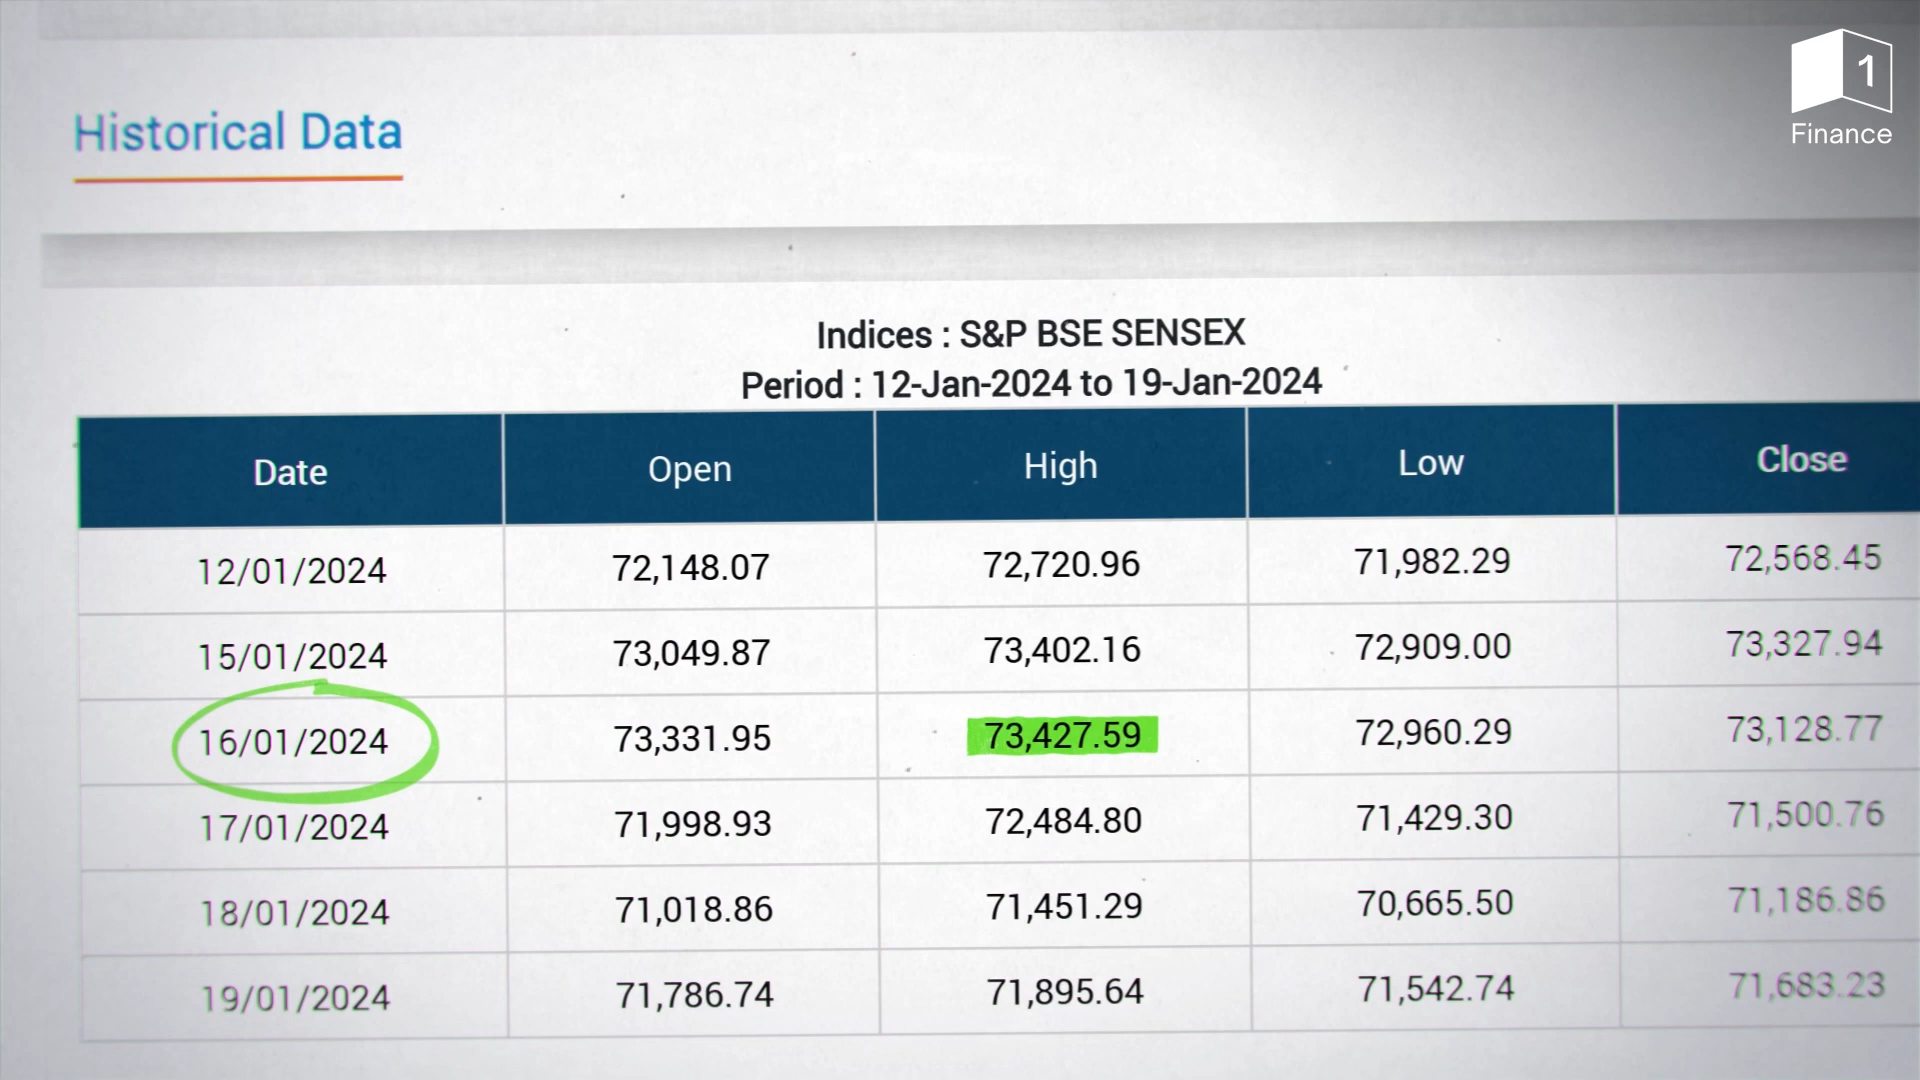 1
Finance
Historical Data
Indices : S&P BSE SENSEX
Period : 12-Jan-2024 to 19-Jan-2024
Date Open High Low Close
12/01/2024 72,148.07 72,720.96 71,982.29 72,568.45
15/01/2024 73,049.87 73,402.16 72,909.00 73,327.94
16/01/2024 73,331.95 73,427.59 72,960.29 73,128.77
17/01/2024 71,998.93 72,484.80 71,429.30 71,500.76
18/01/2024 71,018.86 71,451.29 70,665.50 71,186.86
19/01/2024 71,786.74 71,895.64 71,542.74 71,683.23